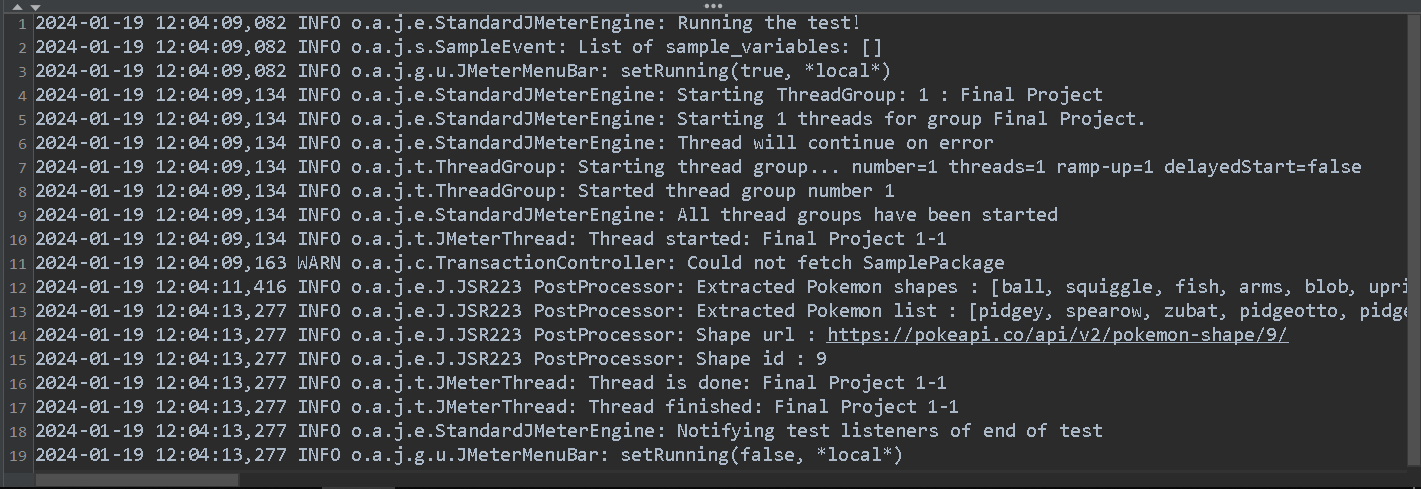 1 2024-01-19 12:04:09,082 INFO o.a.j.e.StandardJMeterEngine: Running the test!
2 2024-01-19 12:04:09,082 INFO o.a.j.s.SampleEvent: List of sample_variables: []
3 2024-01-19 12:04:09,082 INFO o.a.j.g.u.JMeterMenuBar: setRunning(true, *local*)
4 2024-01-19 12:04:09,134 INFO o.a.j.e.StandardJMeterEngine: Starting ThreadGroup: 1 : Final Project
5 2024-01-19 12:04:09,134 INFO o.a.j.e.StandardJMeterEngine: Starting 1 threads for group Final Project.
6 2024-01-19 12:04:09,134 INFO o.a.j.e.StandardJMeterEngine: Thread will continue on error
7 2024-01-19 12:04:09,134 INFO o.a.j.t.ThreadGroup: Starting thread group... number=1 threads=1 ramp-up=1 delayedStart=false
8 2024-01-19 12:04:09,134 INFO o.a.j.t.ThreadGroup: Started thread group number 1
9 2024-01-19 12:04:09,134 INFO o.a.j.e.StandardJMeterEngine: All thread groups have been started
10 2024-01-19 12:04:09,134 INFO o.a.j.t.JMeterThread: Thread started: Final Project 1-1
11 2024-01-19 12:04:09,163 WARN o.a.j.c.TransactionController: Could not fetch SamplePackage
12 2024-01-19 12:04:11,416 INFO o.a.j.e.J.JSR223 PostProcessor: Extracted Pokemon shapes : [ball, squiggle, fish, arms, blob, upri
13 2024-01-19 12:04:13,277 INFO o.a.j.e.J.JSR223 PostProcessor: Extracted Pokemon list : [pidgey, spearow, zubat, pidgeotto, pidge
14 2024-01-19 12:04:13,277 INFO o.a.j.e.J.JSR223 PostProcessor: Shape url : https://pokeapi.co/api/v2/pokemon-shape/9/
15 2024-01-19 12:04:13,277 INFO o.a.j.e.J.JSR223 PostProcessor: Shape id : 9
16 2024-01-19 12:04:13,277 INFO o.a.j.t.JMeterThread: Thread is done: Final Project 1-1
17 2024-01-19 12:04:13,277 INFO o.a.j.t.JMeterThread: Thread finished: Final Project 1-1
18 2024-01-19 12:04:13,277 INFO o.a.j.e.StandardJMeterEngine: Notifying test listeners of end of test
19 2024-01-19 12:04:13,277 INFO o.a.j.g.u.JMeterMenuBar: setRunning(false, *local*)